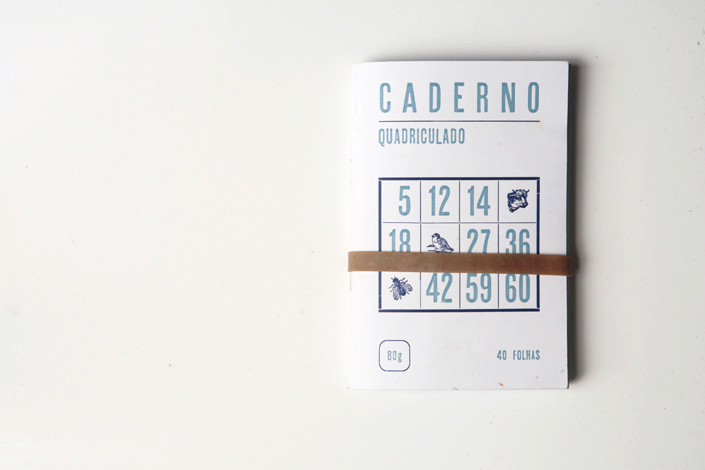 CADERNO
QUADRICULADO
5 12 14
18 27 36
42 59 60
80g
40 FOLHAS